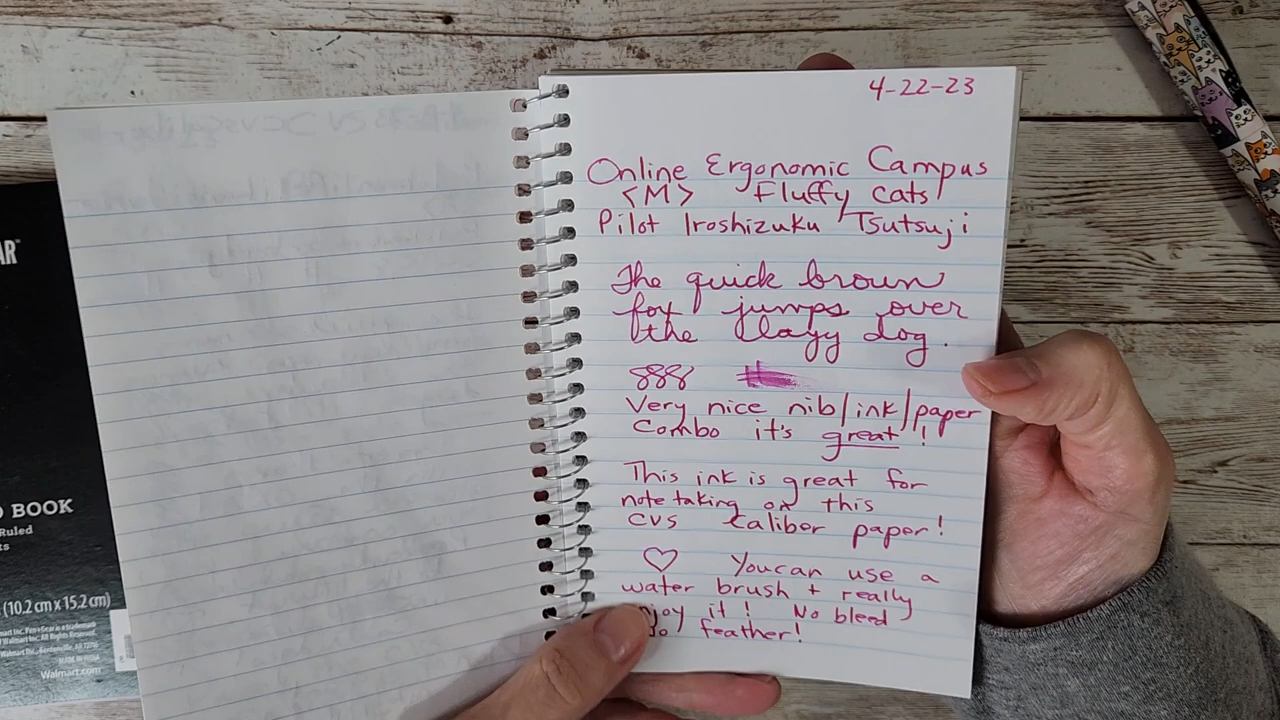 4-22-23
Online Ergonomic Campus
<M> Fluffy Cats
Pilot Iroshizuku Tsutsuji
The quick brown
fox jumps over
the lazy dog.
888
Very nice nib/ink/paper
combo it's great!
This ink is great for
note taking on this
CVS Caliber paper!
♡ You can use a
water brush + really
enjoy it! No bleed
feather!
BOOK
Ruled
(10.2 cm x 15.2 cm)
MADE IN INDIA
Walmart.com